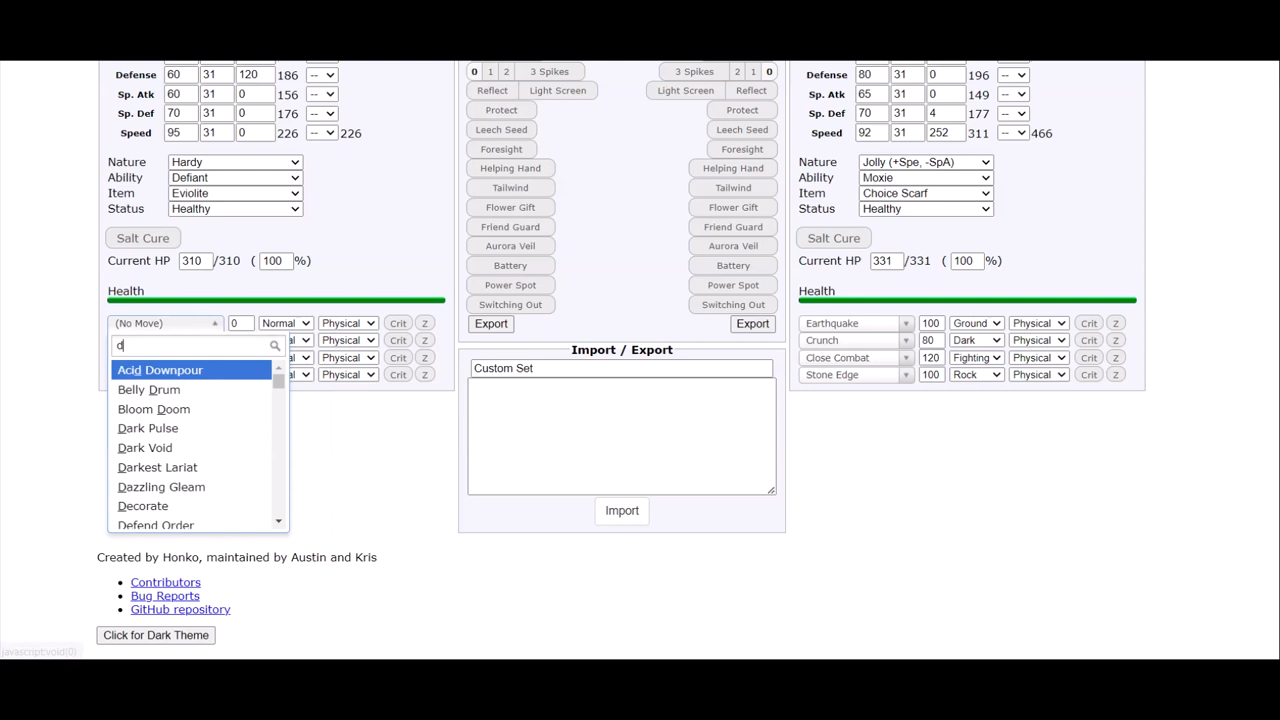 Defense 60 31 120 186 --
Sp. Atk 60 31 0 156 --
Sp. Def 70 31 0 176 --
Speed 95 31 0 226 -- 226
Nature Hardy
Ability Defiant
Item Eviolite
Status Healthy
Salt Cure
Current HP 310 /310 ( 100 %)
Health
(No Move) 0 Normal Physical Crit Z
d
Physical Crit Z
Acid Downpour
Physical Crit Z
Physical Crit Z
Belly Drum
Bloom Doom
Dark Pulse
Dark Void
Darkest Lariat
Dazzling Gleam
Decorate
Defend Order
0 1 2 3 Spikes 3 Spikes 2 1 0
Reflect Light Screen Light Screen Reflect
Protect Protect
Leech Seed Leech Seed
Foresight Foresight
Helping Hand Helping Hand
Tailwind Tailwind
Flower Gift Flower Gift
Friend Guard Friend Guard
Aurora Veil Aurora Veil
Battery Battery
Power Spot Power Spot
Switching Out Switching Out
Export Export
Import / Export
Custom Set
Import
Defense 80 31 0 196 --
Sp. Atk 65 31 0 149 --
Sp. Def 70 31 4 177 --
Speed 92 31 252 311 -- 466
Nature Jolly (+Spe, -SpA)
Ability Moxie
Item Choice Scarf
Status Healthy
Salt Cure
Current HP 331 /331 ( 100 %)
Health
Earthquake 100 Ground Physical Crit Z
Crunch 80 Dark Physical Crit Z
Close Combat 120 Fighting Physical Crit Z
Stone Edge 100 Rock Physical Crit Z
Created by Honko, maintained by Austin and Kris
• Contributors
• Bug Reports
• GitHub repository
Click for Dark Theme
javascript:void(0)